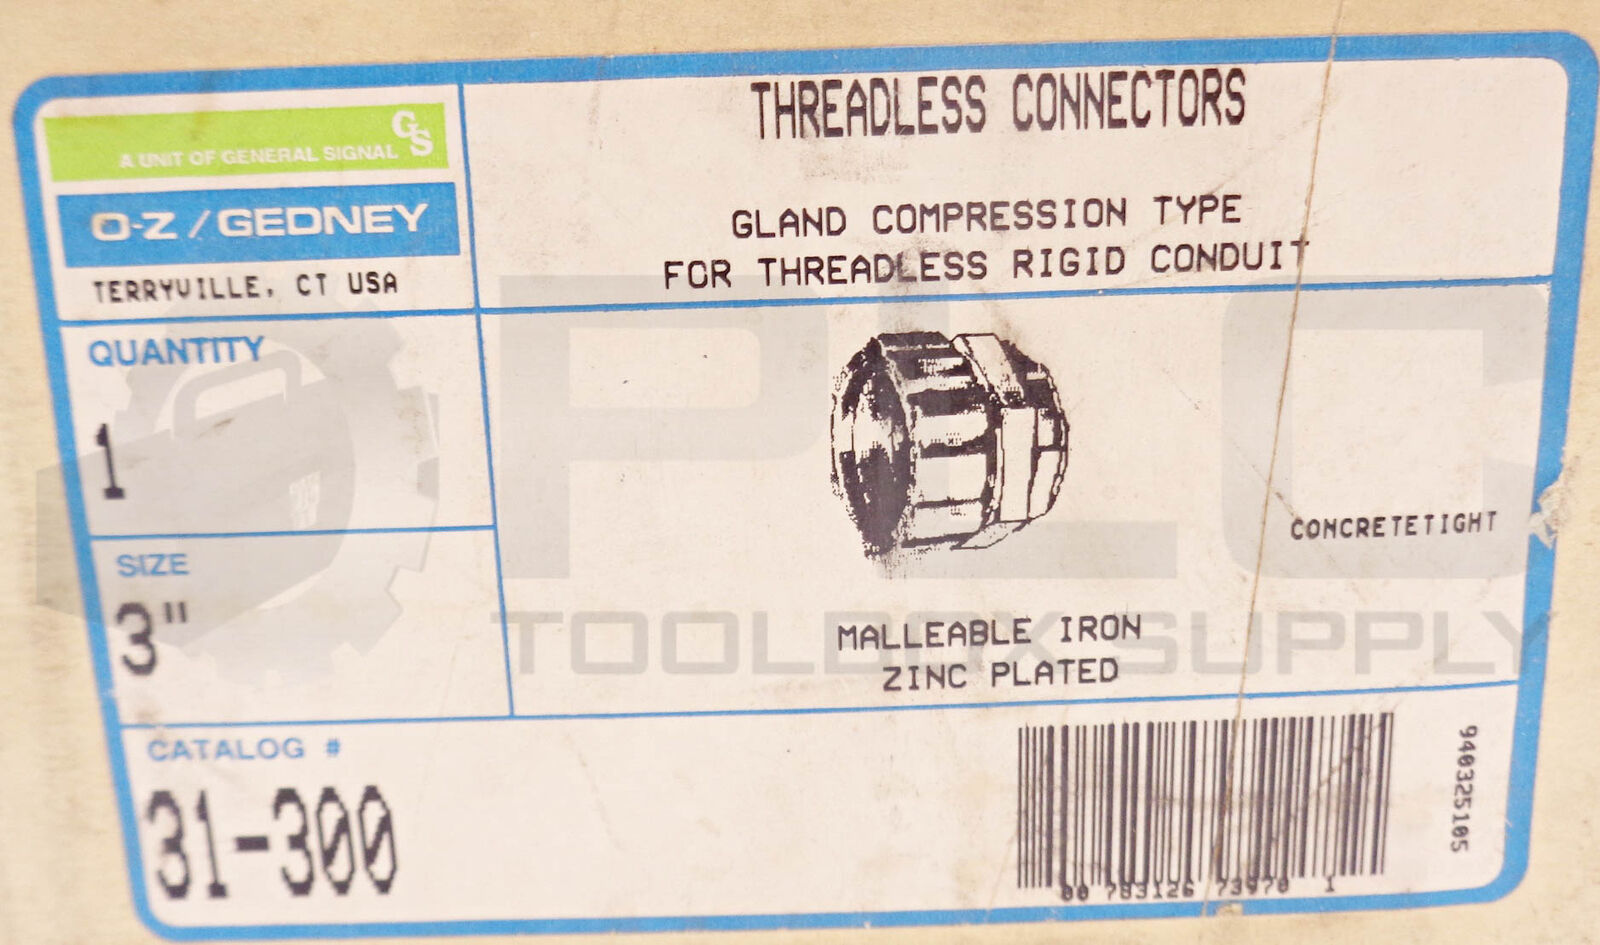 THREADLESS CONNECTORS
GS
A UNIT OF GENERAL SIGNAL
O-Z/GEDNEY
TERRYVILLE, CT USA
GLAND COMPRESSION TYPE
FOR THREADLESS RIGID CONDUIT
QUANTITY
1
SIZE
3"
CONCRETETIGHT
MALLEABLE IRON
ZINC PLATED
CATALOG #
31-300
00 783126 73970 1
940325105
PLC
TOOLBOX SUPPLY